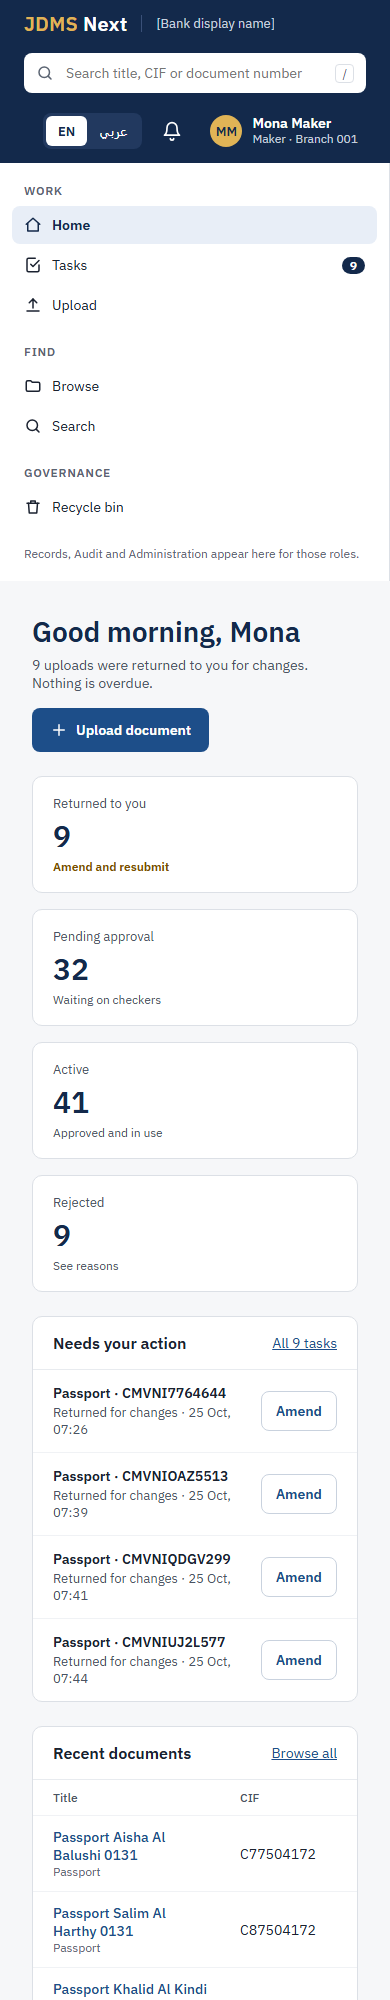 JDMS Next
[Bank display name]
Search title, CIF or document number
/
EN
عربي
MM
Mona Maker
Maker · Branch 001
WORK
Home
Tasks
9
Upload
FIND
Browse
Search
GOVERNANCE
Recycle bin
Records, Audit and Administration appear here for those roles.
Good morning, Mona
9 uploads were returned to you for changes.
Nothing is overdue.
Upload document
Returned to you
9
Amend and resubmit
Pending approval
32
Waiting on checkers
Active
41
Approved and in use
Rejected
9
See reasons
Needs your action
All 9 tasks
Passport · CMVNI7764644
Returned for changes · 25 Oct,
07:26
Amend
Passport · CMVNIOAZ5513
Returned for changes · 25 Oct,
07:39
Amend
Passport · CMVNIQDGV299
Returned for changes · 25 Oct,
07:41
Amend
Passport · CMVNIUJ2L577
Returned for changes · 25 Oct,
07:44
Amend
Recent documents
Browse all
Title
CIF
Passport Aisha Al
Balushi 0131
Passport
C77504172
Passport Salim Al
Harthy 0131
Passport
C87504172
Passport Khalid Al Kindi